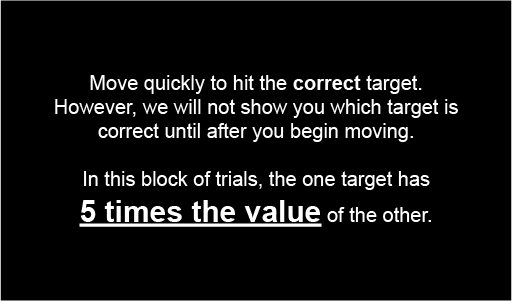 Move quickly to hit the correct target.
However, we will not show you which target is
correct until after you begin moving.
In this block of trials, the one target has
5 times the value of the other.